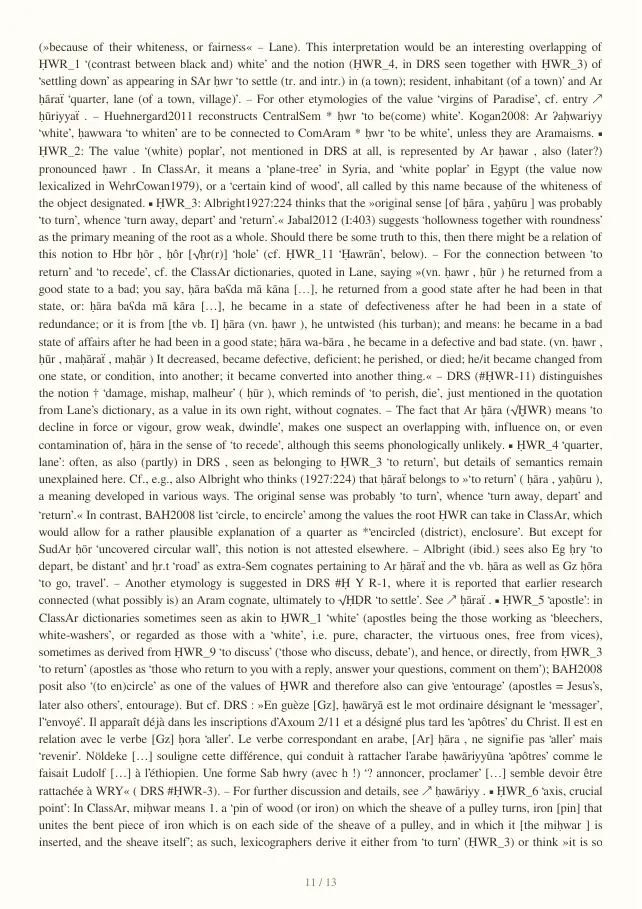 (»because of their whiteness, or fairness« – Lane). This interpretation would be an interesting overlapping of
ḤWR_1 ‘(contrast between black and) white’ and the notion (ḤWR_4, in DRS seen together with ḤWR_3) of
‘settling down’ as appearing in SAr ḥwr ‘to settle (tr. and intr.) in (a town); resident, inhabitant (of a town)’ and Ar
ḥāraẗ ‘quarter, lane (of a town, village)’. – For other etymologies of the value ‘virgins of Paradise’, cf. entry ↗
ḥūriyyaẗ . – Huehnergard2011 reconstructs CentralSem * ḥwr ‘to be(come) white’. Kogan2008: Ar ʔaḥwariyy
‘white’, ḥawwara ‘to whiten’ are to be connected to ComAram * ḥwr ‘to be white’, unless they are Aramaisms. ▪
ḤWR_2: The value ‘(white) poplar’, not mentioned in DRS at all, is represented by Ar ḥawar , also (later?)
pronounced ḥawr . In ClassAr, it means a ‘plane-tree’ in Syria, and ‘white poplar’ in Egypt (the value now
lexicalized in WehrCowan1979), or a ‘certain kind of wood’, all called by this name because of the whiteness of
the object designated. ▪ ḤWR_3: Albright1927:224 thinks that the »original sense [of ḥāra , yaḥūru ] was probably
‘to turn’, whence ‘turn away, depart’ and ‘return’.« Jabal2012 (I:403) suggests ‘hollowness together with roundness’
as the primary meaning of the root as a whole. Should there be some truth to this, then there might be a relation of
this notion to Hbr ḥōr , ḥôr [√ḥr(r)] ‘hole’ (cf. ḤWR_11 ‘Ḥawrān’, below). – For the connection between ‘to
return’ and ‘to recede’, cf. the ClassAr dictionaries, quoted in Lane, saying »(vn. ḥawr , ḥūr ) he returned from a
good state to a bad; you say, ḥāra baʕda mā kāna […], he returned from a good state after he had been in that
state, or: ḥāra baʕda mā kāra […], he became in a state of defectiveness after he had been in a state of
redundance; or it is from [the vb. I] ḥāra (vn. ḥawr ), he untwisted (his turban); and means: he became in a bad
state of affairs after he had been in a good state; ḥāra wa-bāra , he became in a defective and bad state. (vn. ḥawr ,
ḥūr , maḥāraẗ , maḥār ) It decreased, became defective, deficient; he perished, or died; he/it became changed from
one state, or condition, into another; it became converted into another thing.« – DRS (#ḤWR-11) distinguishes
the notion † ‘damage, mishap, malheur’ ( ḥūr ), which reminds of ‘to perish, die’, just mentioned in the quotation
from Lane’s dictionary, as a value in its own right, without cognates. – The fact that Ar ḫāra (√ḪWR) means ‘to
decline in force or vigour, grow weak, dwindle’, makes one suspect an overlapping with, influence on, or even
contamination of, ḥāra in the sense of ‘to recede’, although this seems phonologically unlikely. ▪ ḤWR_4 ‘quarter,
lane’: often, as also (partly) in DRS , seen as belonging to ḤWR_3 ‘to return’, but details of semantics remain
unexplained here. Cf., e.g., also Albright who thinks (1927:224) that ḥāraẗ belongs to »‘to return’ ( ḥāra , yaḥūru ),
a meaning developed in various ways. The original sense was probably ‘to turn’, whence ‘turn away, depart’ and
‘return’.« In contrast, BAH2008 list ‘circle, to encircle’ among the values the root ḤWR can take in ClassAr, which
would allow for a rather plausible explanation of a quarter as *‘encircled (district), enclosure’. But except for
SudAr ḥōr ‘uncovered circular wall’, this notion is not attested elsewhere. – Albright (ibid.) sees also Eg ḥry ‘to
depart, be distant’ and ḥr.t ‘road’ as extra-Sem cognates pertaining to Ar ḥāraẗ and the vb. ḥāra as well as Gz ḥōra
‘to go, travel’. – Another etymology is suggested in DRS #Ḥ Y R-1, where it is reported that earlier research
connected (what possibly is) an Aram cognate, ultimately to √ḤḌR ‘to settle’. See ↗ ḥāraẗ . ▪ ḤWR_5 ‘apostle’: in
ClassAr dictionaries sometimes seen as akin to ḤWR_1 ‘white’ (apostles being the those working as ‘bleechers,
white-washers’, or regarded as those with a ‘white’, i.e. pure, character, the virtuous ones, free from vices),
sometimes as derived from ḤWR_9 ‘to discuss’ (‘those who discuss, debate’), and hence, or directly, from ḤWR_3
‘to return’ (apostles as ‘those who return to you with a reply, answer your questions, comment on them’); BAH2008
posit also ‘(to en)circle’ as one of the values of ḤWR and therefore also can give ‘entourage’ (apostles = Jesus’s,
later also others’, entourage). But cf. DRS : »En guèze [Gz], ḥawāryā est le mot ordinaire désignant le ‘messager’,
l’‘envoyé’. Il apparaît déjà dans les inscriptions d’Axoum 2/11 et a désigné plus tard les ‘apôtres’ du Christ. Il est en
relation avec le verbe [Gz] ḥora ‘aller’. Le verbe correspondant en arabe, [Ar] ḥāra , ne signifie pas ‘aller’ mais
‘revenir’. Nöldeke […] souligne cette différence, qui conduit à rattacher l’arabe ḥawāriyyūna ‘apôtres’ comme le
faisait Ludolf […] à l’éthiopien. Une forme Sab hwry (avec h !) ‘? annoncer, proclamer’ […] semble devoir être
rattachée à WRY« ( DRS #ḤWR-3). – For further discussion and details, see ↗ ḥawāriyy . ▪ ḤWR_6 ‘axis, crucial
point’: In ClassAr, miḥwar means 1. a ‘pin of wood (or iron) on which the sheave of a pulley turns, iron [pin] that
unites the bent piece of iron which is on each side of the sheave of a pulley, and in which it [the miḥwar ] is
inserted, and the sheave itself’; as such, lexicographers derive it either from ‘to turn’ (ḤWR_3) or think »it is so
11 / 13